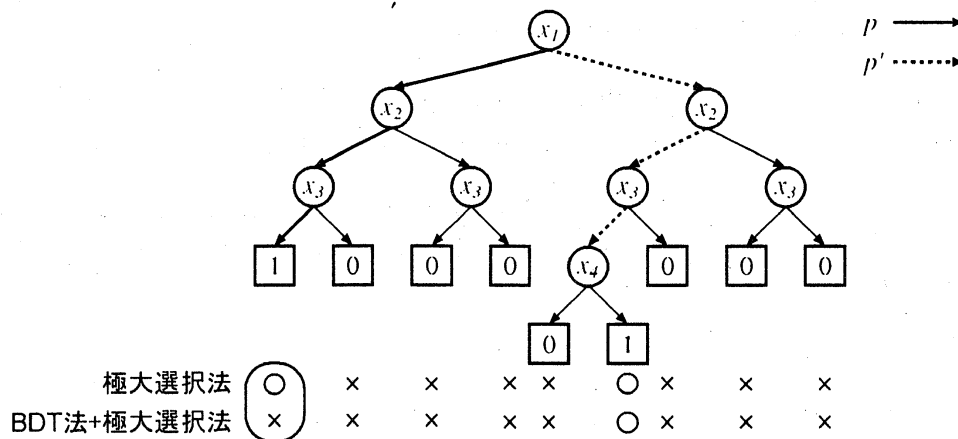 x1
p
p'
x2 x2
x3 x3 x3 x3
1 0 0 0 x4 0 0 0
0 1
極大選択法 ○ × × × × ○ × × ×
BDT法+極大選択法 × × × × × ○ × × ×